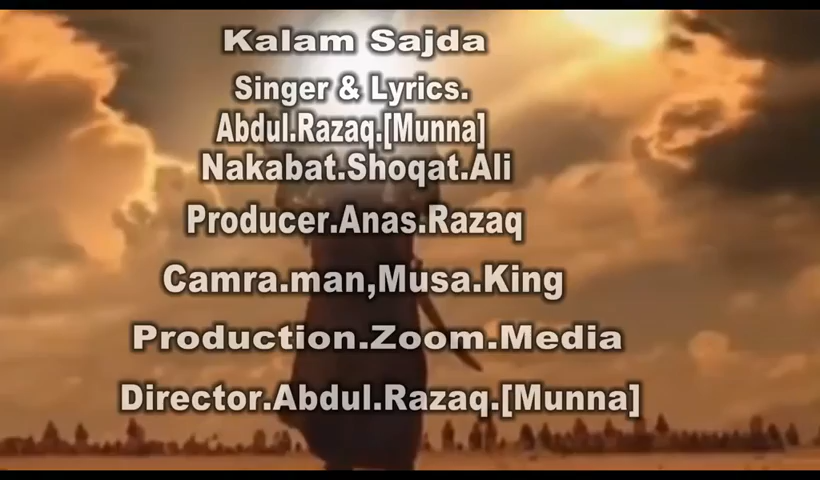 Kalam Sajda
Singer & Lyrics.
Abdul.Razaq.[Munna]
Nakabat.Shoqat.Ali
Producer.Anas.Razaq
Camra.man,Musa.King
Production.Zoom.Media
Director.Abdul.Razaq.[Munna]